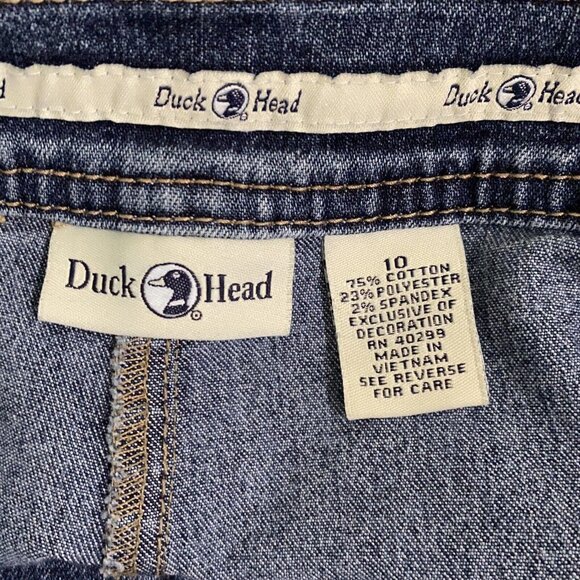 d
Duck Head
Duck Head
Duck Head
10
75% COTTON
23% POLYESTER
2% SPANDEX
EXCLUSIVE OF
DECORATION
RN 40299
MADE IN
VIETNAM
SEE REVERSE
FOR CARE